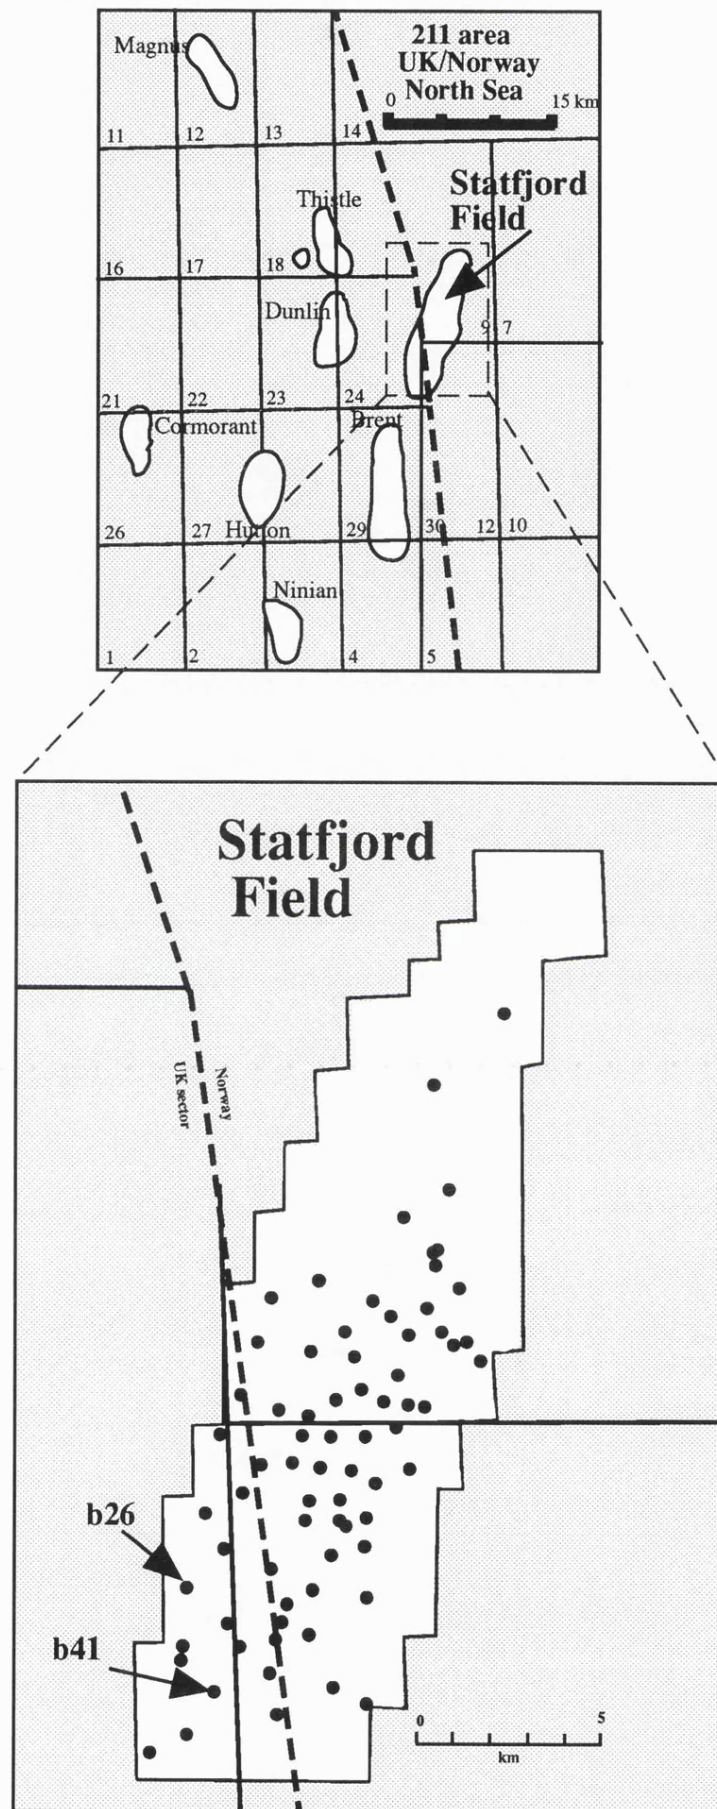 Magnus
211 area
UK/Norway
North Sea
0 15 km
11 12 13 14
Statfjord
Field
Thistle
16 17 18
Dunlin
9 7
21 22 23 24
Cormorant
Brent
26 27 Hutton 29 30 12 10
Ninian
1 2 4 5
Statfjord
Field
Norway
UK sector
b26
b41
0 5
km